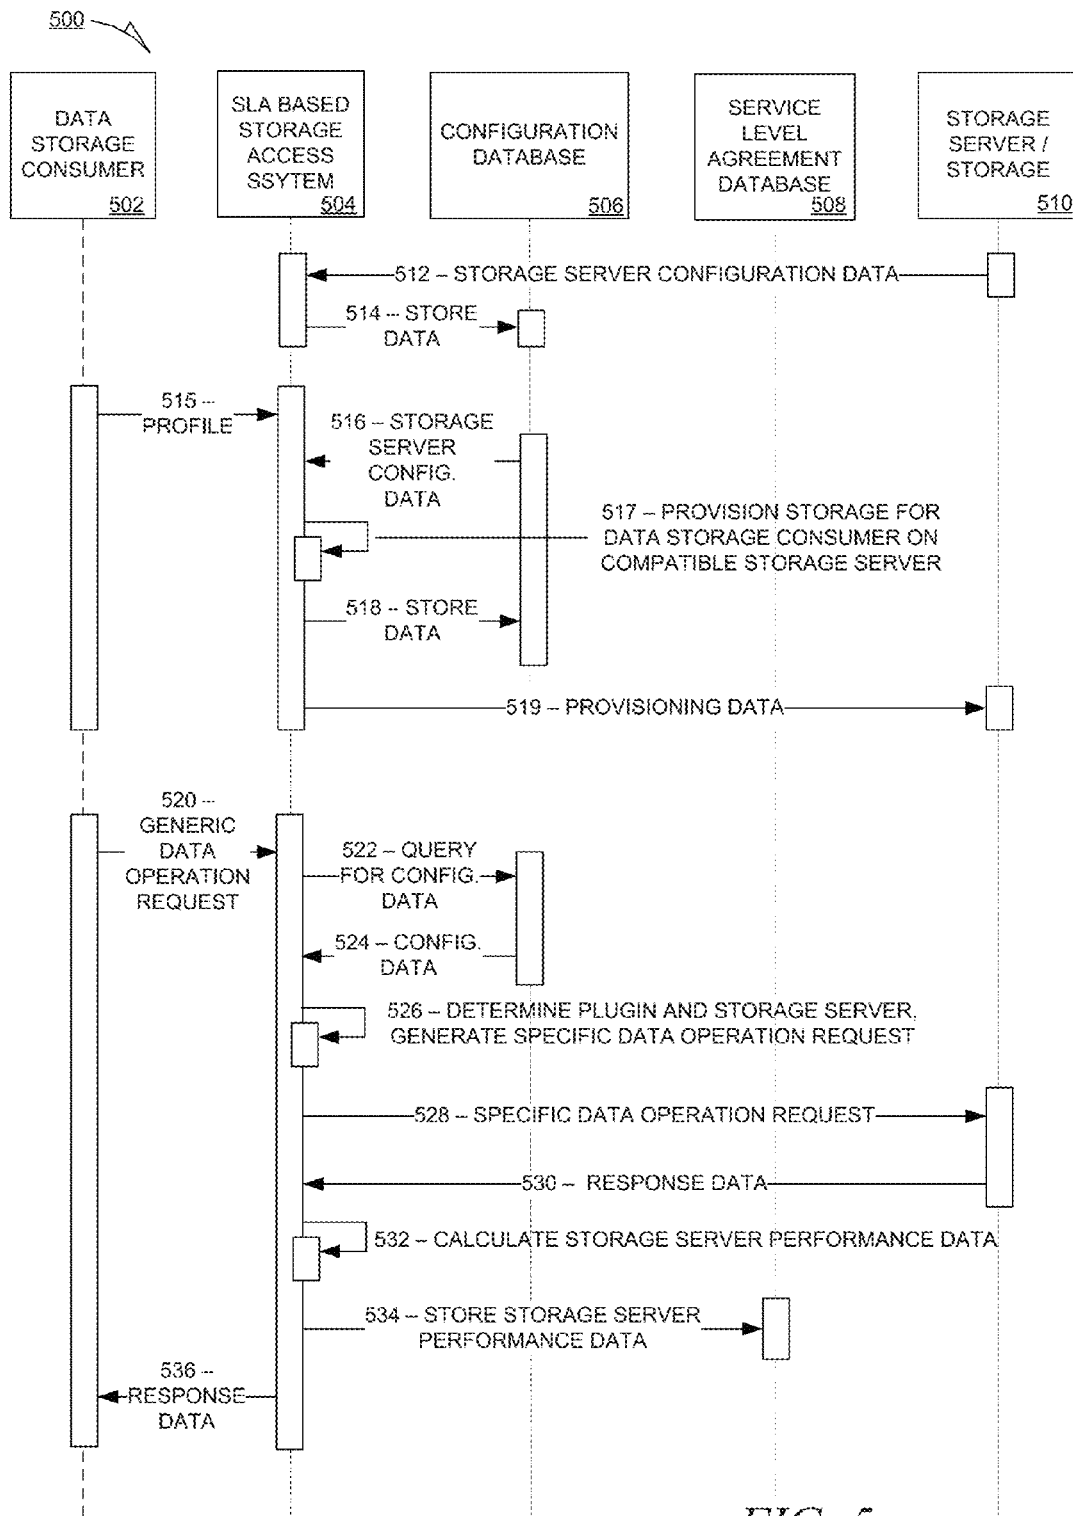 500
DATA
STORAGE
CONSUMER
502
SLA BASED
STORAGE
ACCESS
SSYTEM
504
CONFIGURATION
DATABASE
506
SERVICE
LEVEL
AGREEMENT
DATABASE
508
STORAGE
SERVER /
STORAGE
510
512 – STORAGE SERVER CONFIGURATION DATA
514 – STORE
DATA
515 –
PROFILE
516 – STORAGE
SERVER
CONFIG.
DATA
517 – PROVISION STORAGE FOR
DATA STORAGE CONSUMER ON
COMPATIBLE STORAGE SERVER
518 – STORE
DATA
519 – PROVISIONING DATA
520 –
GENERIC
DATA
OPERATION
REQUEST
522 – QUERY
FOR CONFIG.
DATA
524 – CONFIG.
DATA
526 – DETERMINE PLUGIN AND STORAGE SERVER,
GENERATE SPECIFIC DATA OPERATION REQUEST
528 – SPECIFIC DATA OPERATION REQUEST
530 – RESPONSE DATA
532 – CALCULATE STORAGE SERVER PERFORMANCE DATA
534 – STORE STORAGE SERVER
PERFORMANCE DATA
536 –
RESPONSE
DATA
FIG. 5